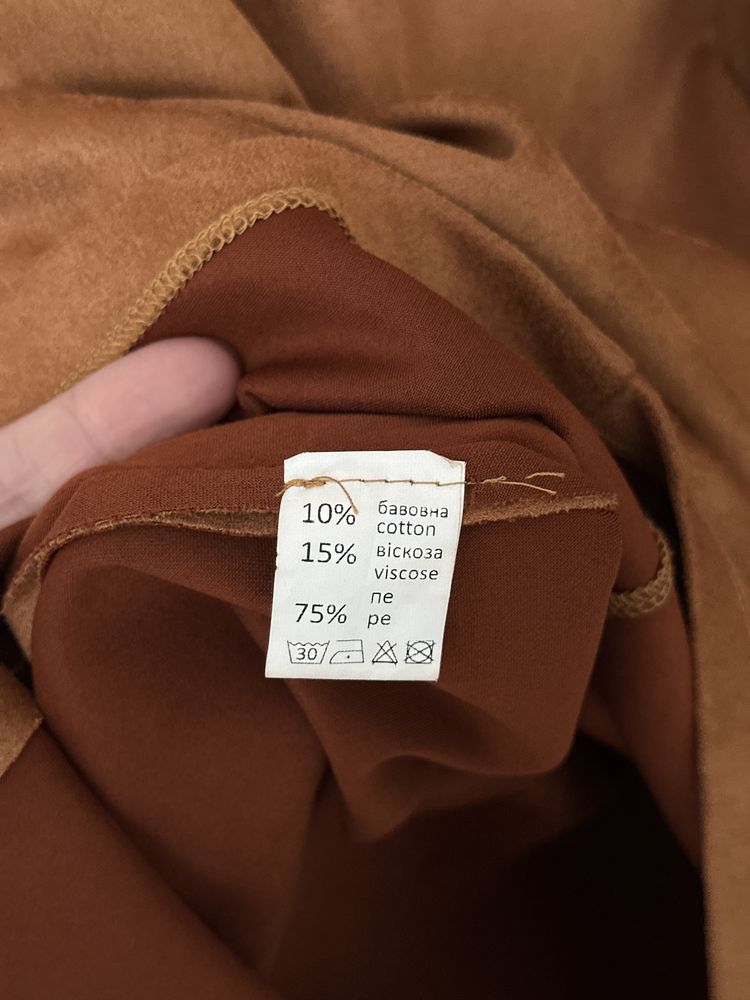 10% бавовна
cotton
15% віскоза
viscose
пе
75% pe
30